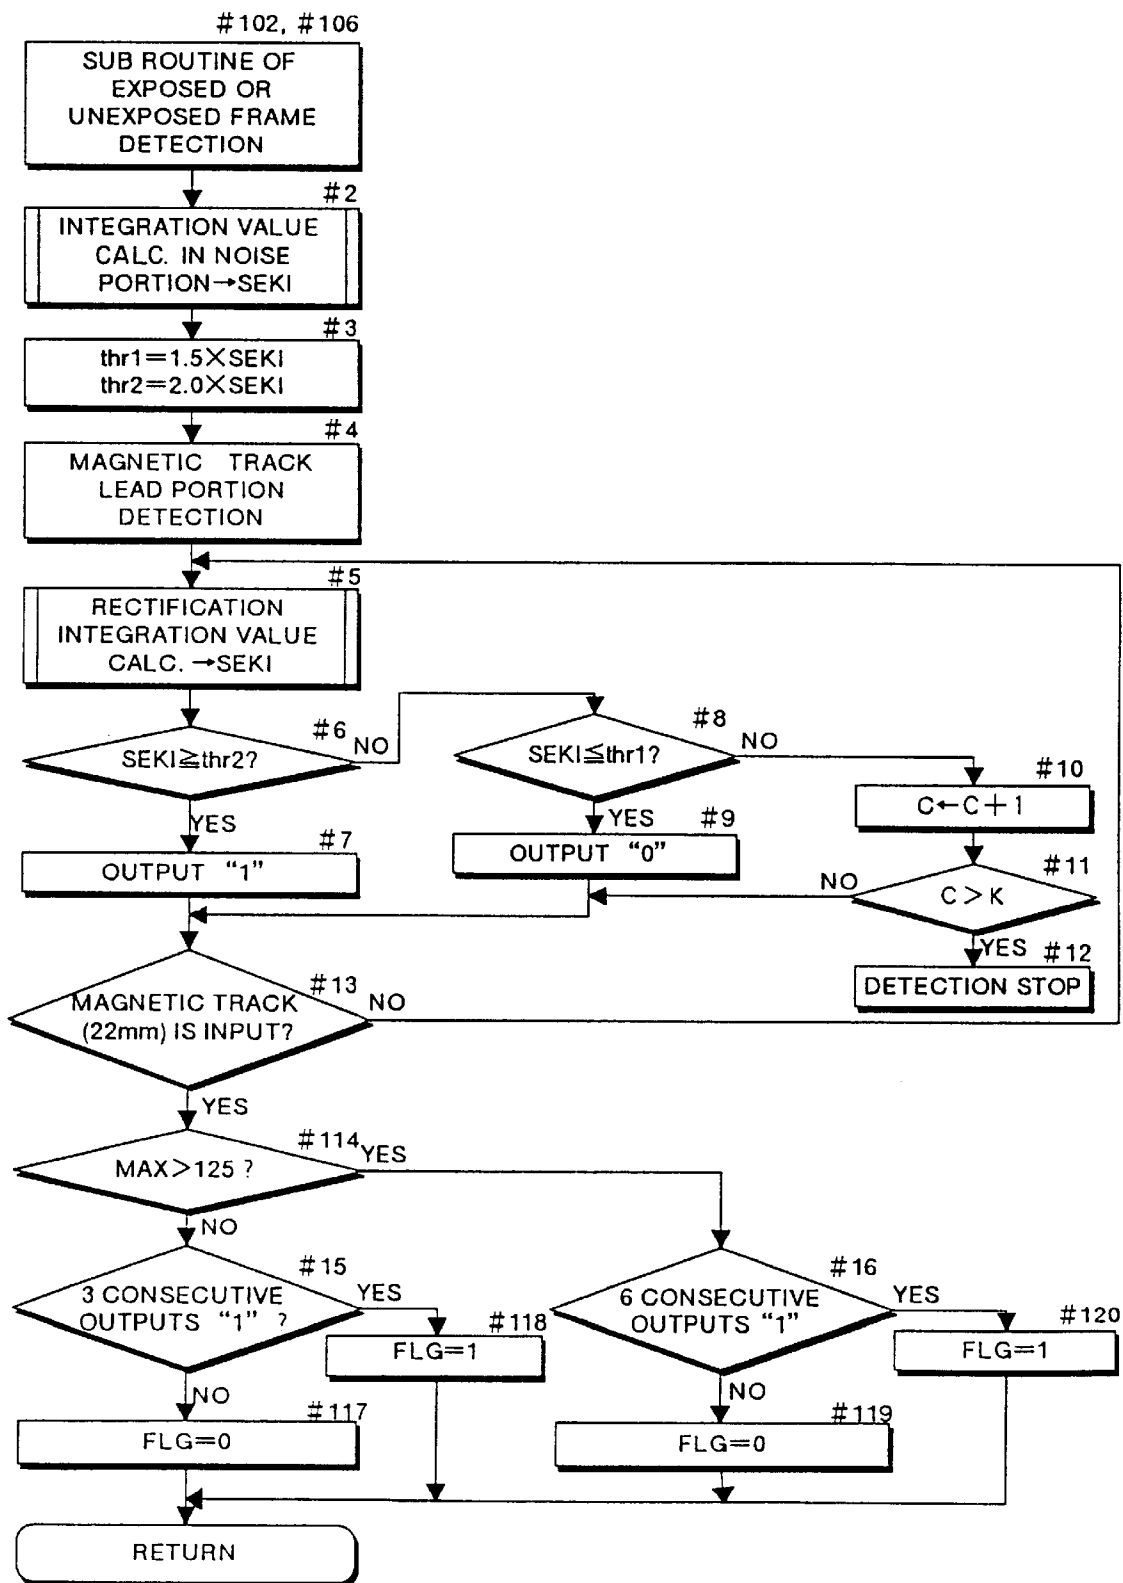 #102, #106
SUB ROUTINE OF
EXPOSED OR
UNEXPOSED FRAME
DETECTION
#2
INTEGRATION VALUE
CALC. IN NOISE
PORTION→SEKI
#3
thr1=1.5×SEKI
thr2=2.0×SEKI
#4
MAGNETIC TRACK
LEAD PORTION
DETECTION
#5
RECTIFICATION
INTEGRATION VALUE
CALC. →SEKI
#6
SEKI≧thr2?
NO
YES
#7
OUTPUT “1”
#8
SEKI≦thr1?
NO
YES
#9
OUTPUT “0”
#10
C←C+1
#11
C>K
NO
YES
#12
DETECTION STOP
#13
MAGNETIC TRACK
(22mm) IS INPUT?
NO
YES
#114
MAX>125 ?
YES
NO
#15
3 CONSECUTIVE
OUTPUTS “1” ?
YES
#118
FLG=1
NO
#117
FLG=0
#16
6 CONSECUTIVE
OUTPUTS “1”
YES
#120
FLG=1
NO
#119
FLG=0
RETURN